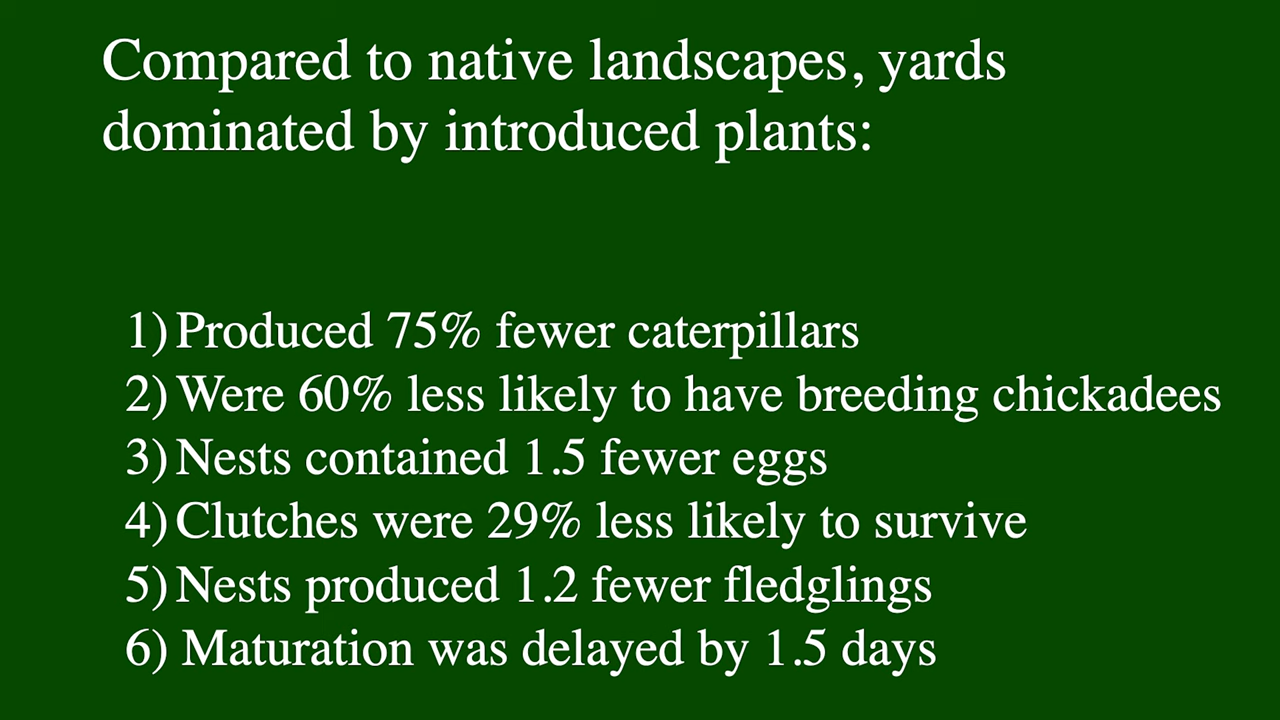 Compared to native landscapes, yards
dominated by introduced plants:
1) Produced 75% fewer caterpillars
2) Were 60% less likely to have breeding chickadees
3) Nests contained 1.5 fewer eggs
4) Clutches were 29% less likely to survive
5) Nests produced 1.2 fewer fledglings
6) Maturation was delayed by 1.5 days